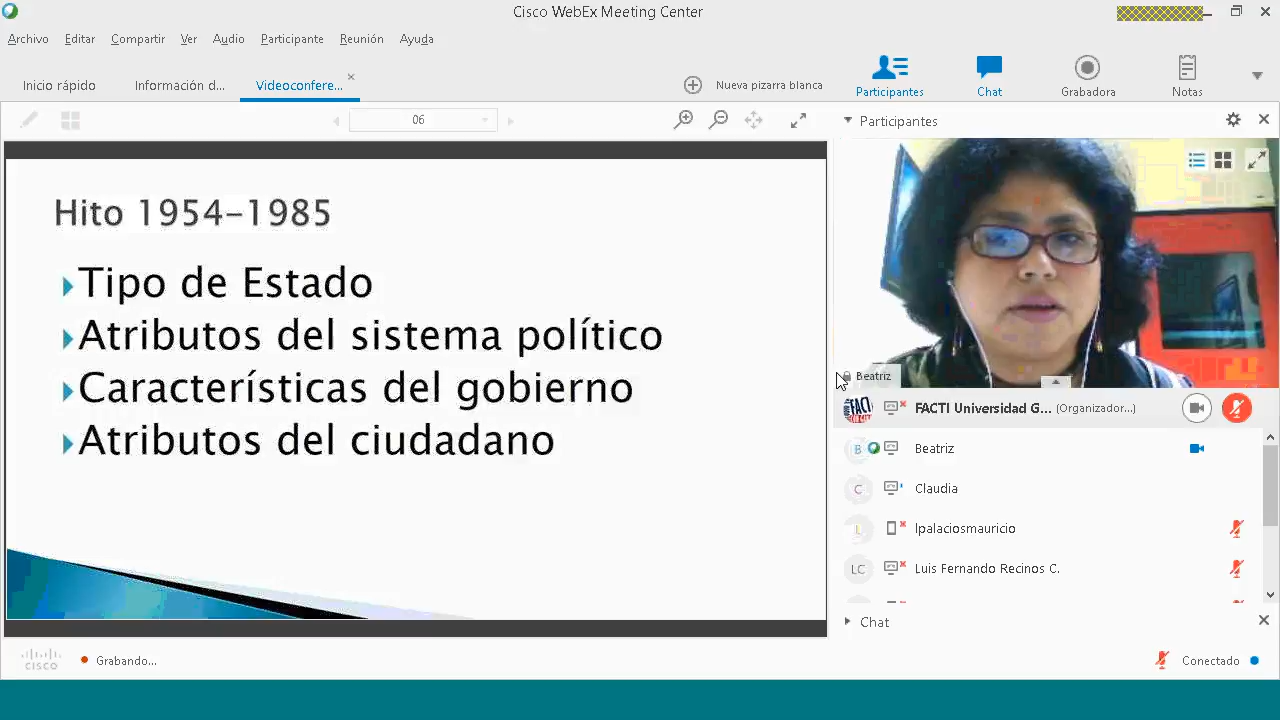 Cisco WebEx Meeting Center
Archivo Editar Compartir Ver Audio Participante Reunión Ayuda
Inicio rápido Información d... Videoconfere... Nueva pizarra blanca Participantes Chat Grabadora Notas
06
Participantes
Hito 1954-1985
Tipo de Estado
Atributos del sistema político
Características del gobierno
Atributos del ciudadano
Beatriz
FACTI Universidad G... (Organizador...)
B Beatriz
C Claudia
L lpalaciosmauricio
LC Luis Fernando Recinos C.
Chat
CISCO Grabando...
Conectado